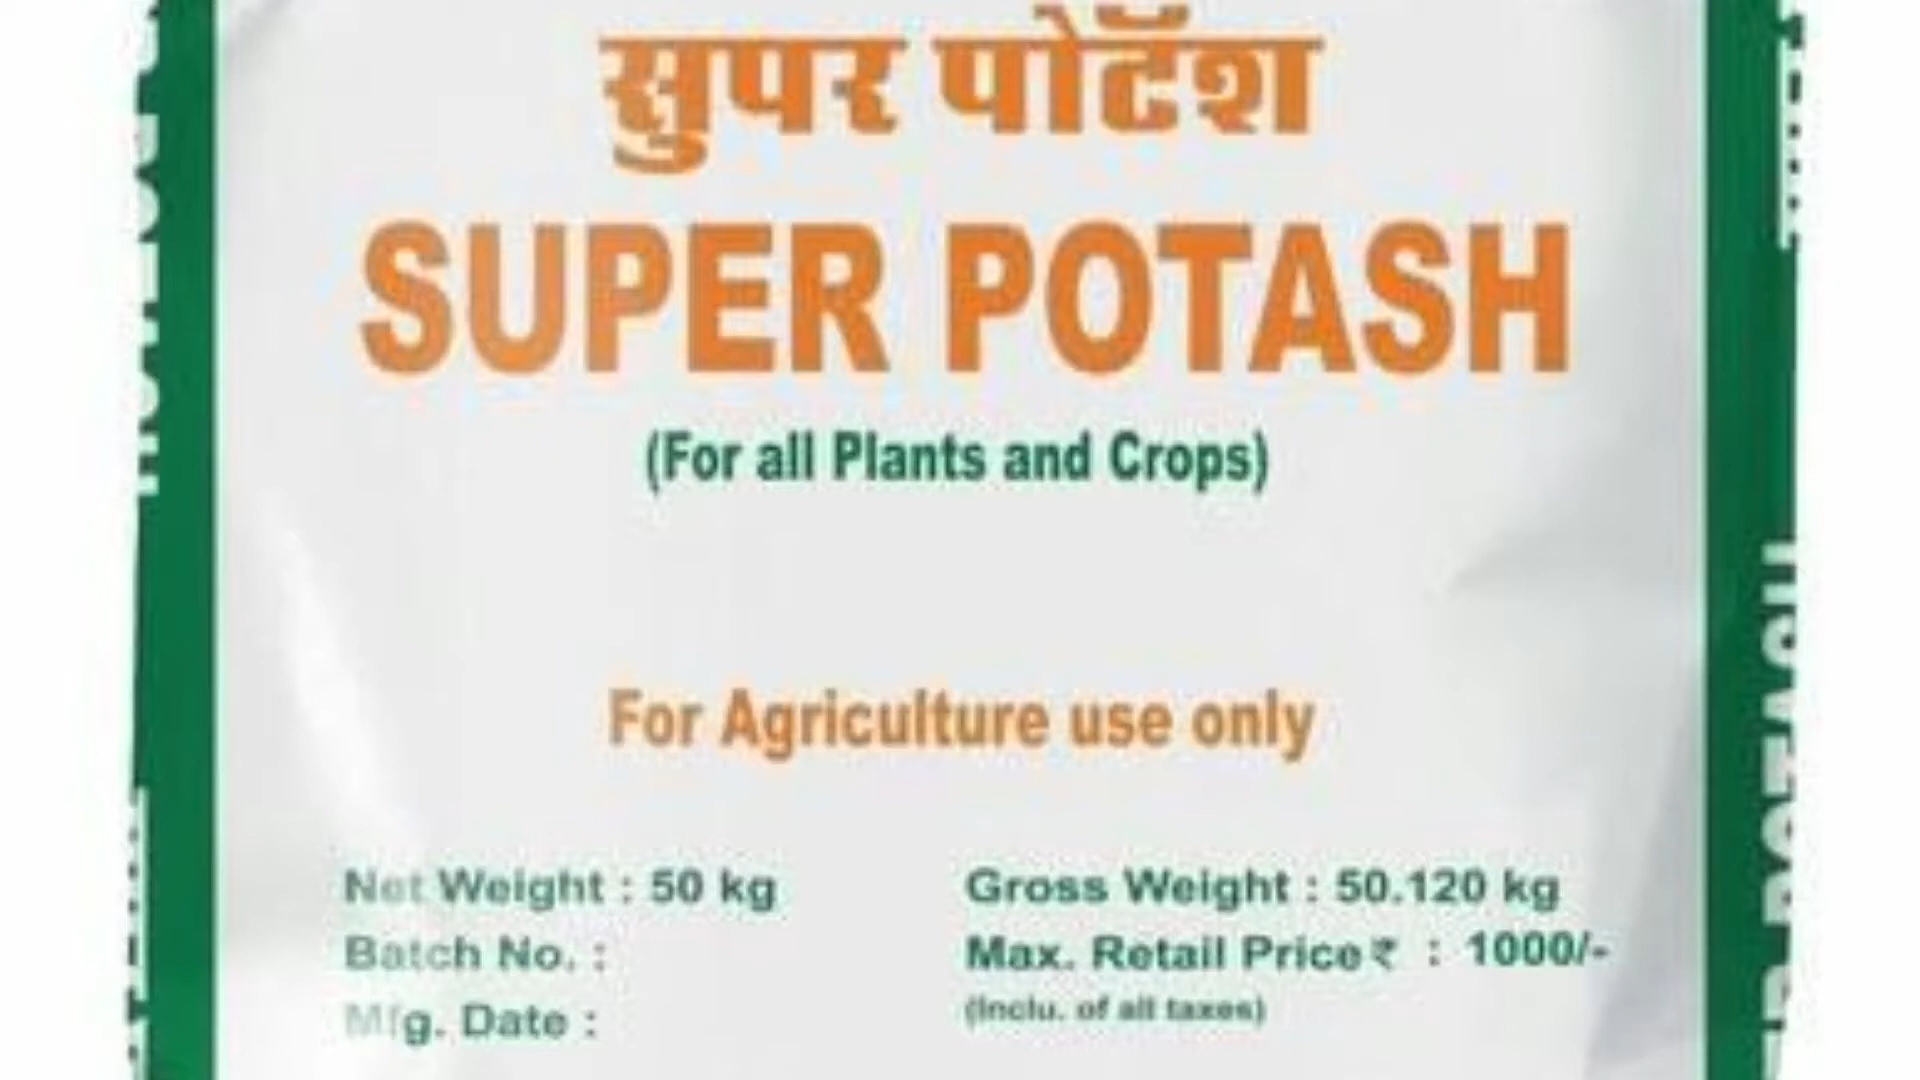 सुपर पोटॅश
SUPER POTASH
(For all Plants and Crops)
For Agriculture use only
Net Weight : 50 kg
Gross Weight : 50.120 kg
Batch No. :
Max. Retail Price ₹ : 1000/-
Mfg. Date :
(Inclu. of all taxes)